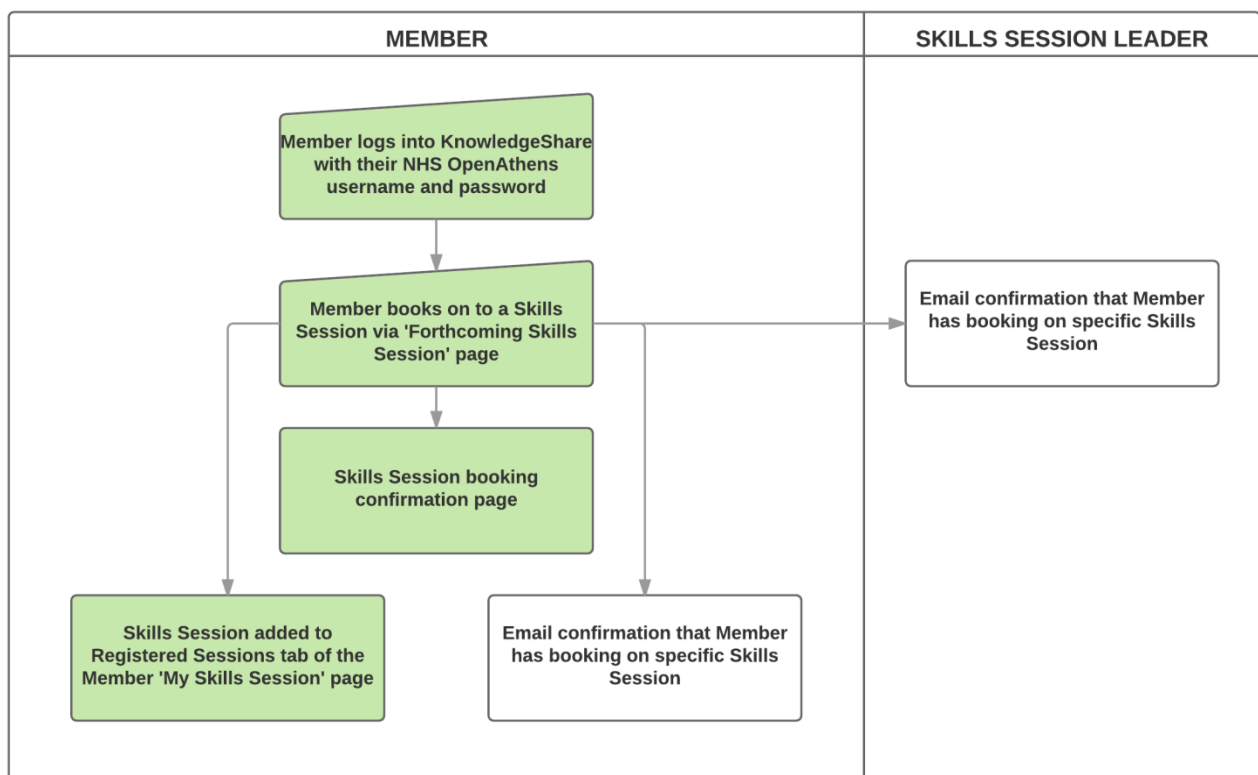 MEMBER
SKILLS SESSION LEADER
Member logs into KnowledgeShare
with their NHS OpenAthens
username and password
Member books on to a Skills
Session via 'Forthcoming Skills
Session' page
Email confirmation that Member
has booking on specific Skills
Session
Skills Session booking
confirmation page
Skills Session added to
Registered Sessions tab of the
Member 'My Skills Session' page
Email confirmation that Member
has booking on specific Skills
Session